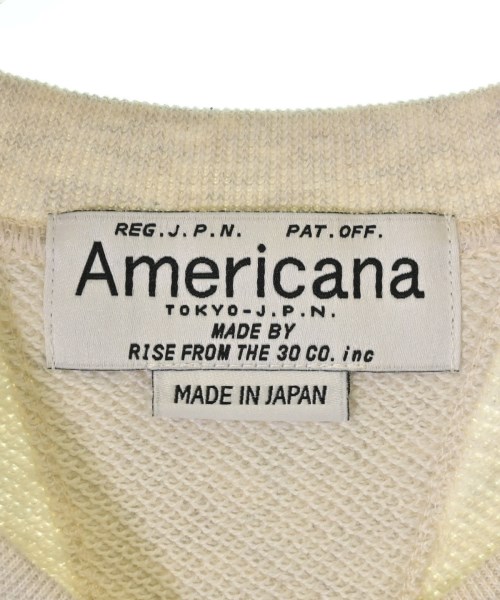 REG.J.P.N. PAT.OFF.
Americana
TOKYO-J.P.N.
MADE BY
RISE FROM THE 30 CO. inc
MADE IN JAPAN